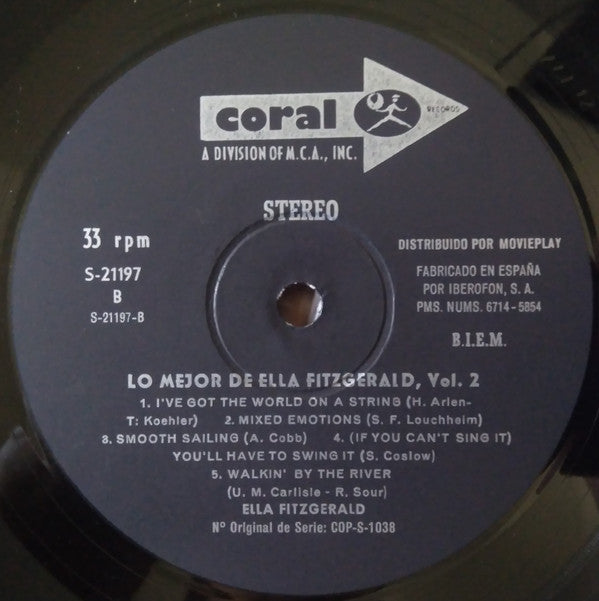 coral RECORDS
A DIVISION OF M.C.A., INC.
STEREO
33 rpm
S-21197
B
S-21197-B
DISTRIBUIDO POR MOVIEPLAY
FABRICADO EN ESPAÑA
POR IBEROFON, S. A.
PMS. NUMS. 6714-5854
B.I.E.M.
LO MEJOR DE ELLA FITZGERALD, Vol. 2
1. I'VE GOT THE WORLD ON A STRING (H. Arlen-
T: Koehler) 2. MIXED EMOTIONS (S. F. Louchheim)
3. SMOOTH SAILING (A. Cobb) 4. (IF YOU CAN'T SING IT)
YOU'LL HAVE TO SWING IT (S. Coslow)
5. WALKIN' BY THE RIVER
(U. M. Carlisle - R. Sour)
ELLA FITZGERALD
Nº Original de Serie: COP-S-1038